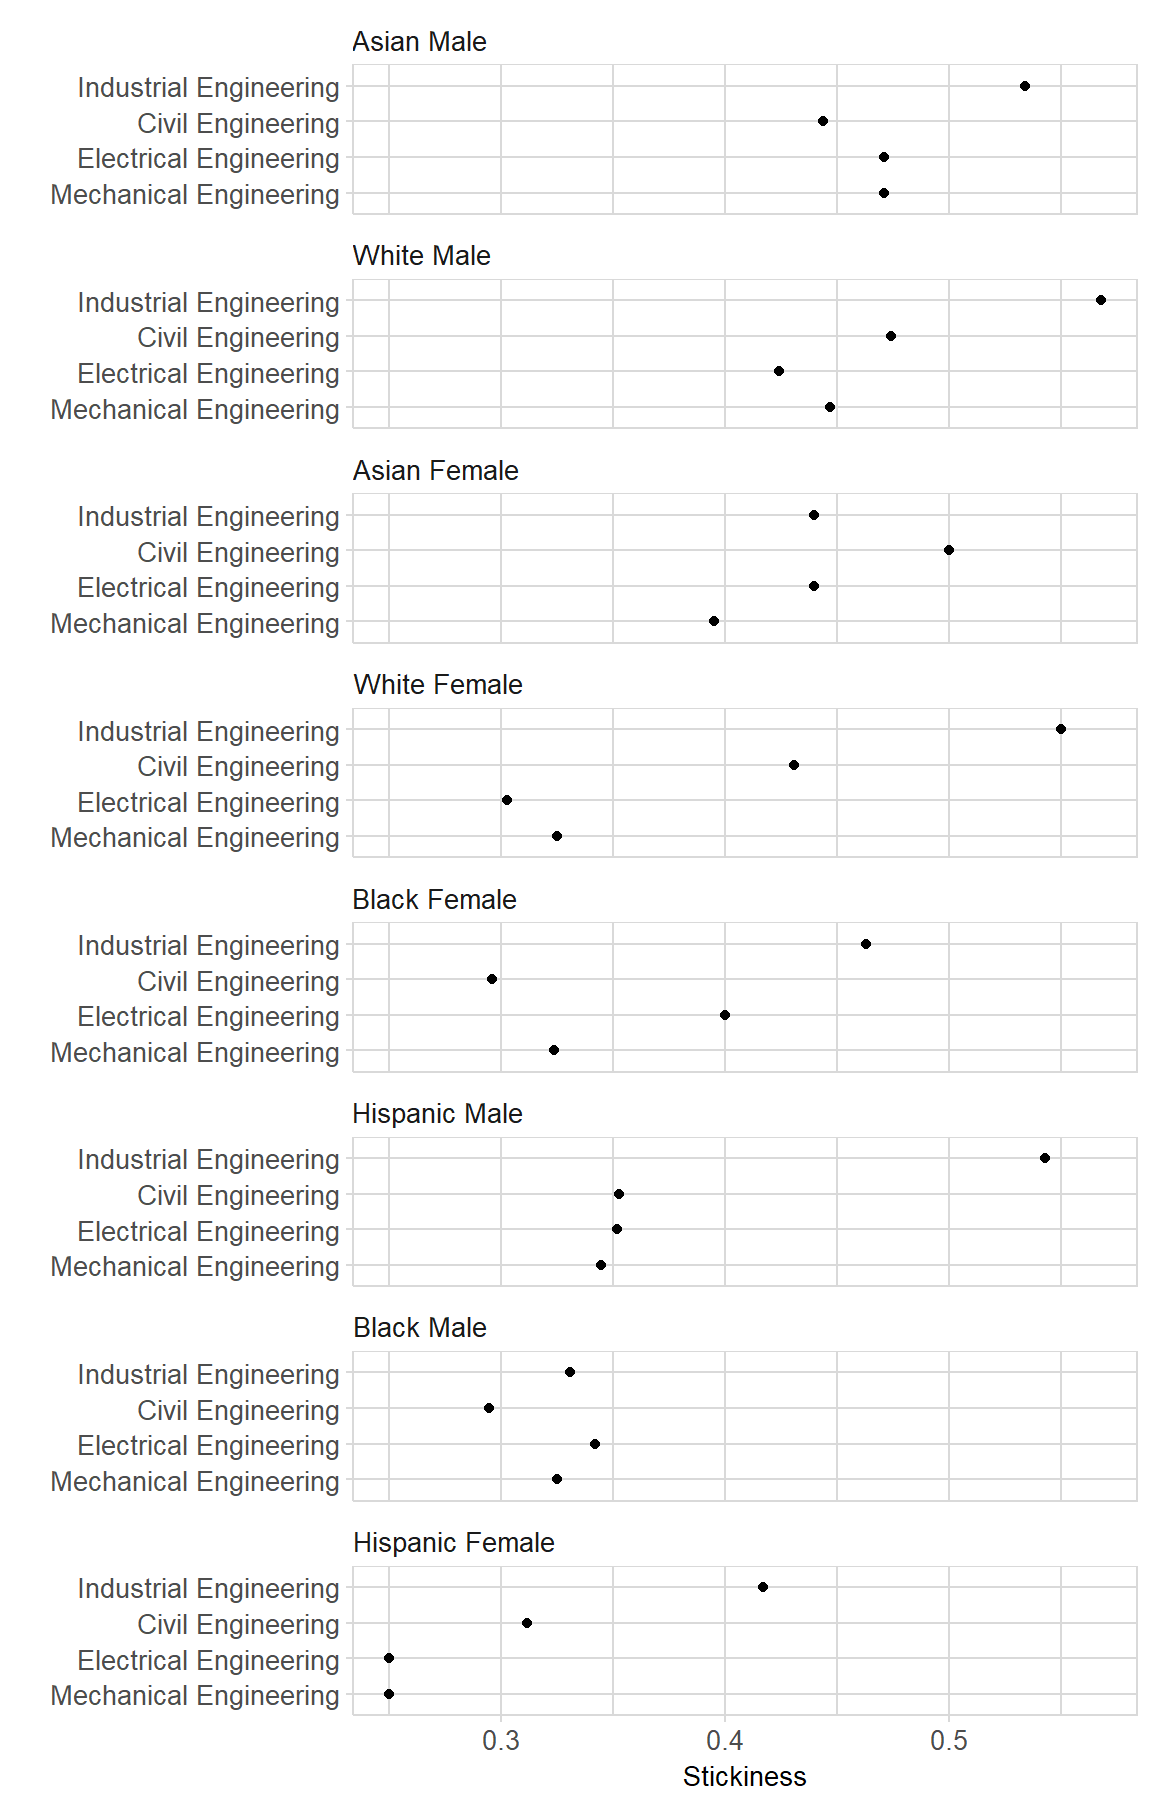 Asian Male
Industrial Engineering
Civil Engineering
Electrical Engineering
Mechanical Engineering
White Male
Industrial Engineering
Civil Engineering
Electrical Engineering
Mechanical Engineering
Asian Female
Industrial Engineering
Civil Engineering
Electrical Engineering
Mechanical Engineering
White Female
Industrial Engineering
Civil Engineering
Electrical Engineering
Mechanical Engineering
Black Female
Industrial Engineering
Civil Engineering
Electrical Engineering
Mechanical Engineering
Hispanic Male
Industrial Engineering
Civil Engineering
Electrical Engineering
Mechanical Engineering
Black Male
Industrial Engineering
Civil Engineering
Electrical Engineering
Mechanical Engineering
Hispanic Female
Industrial Engineering
Civil Engineering
Electrical Engineering
Mechanical Engineering
0.3 0.4 0.5
Stickiness